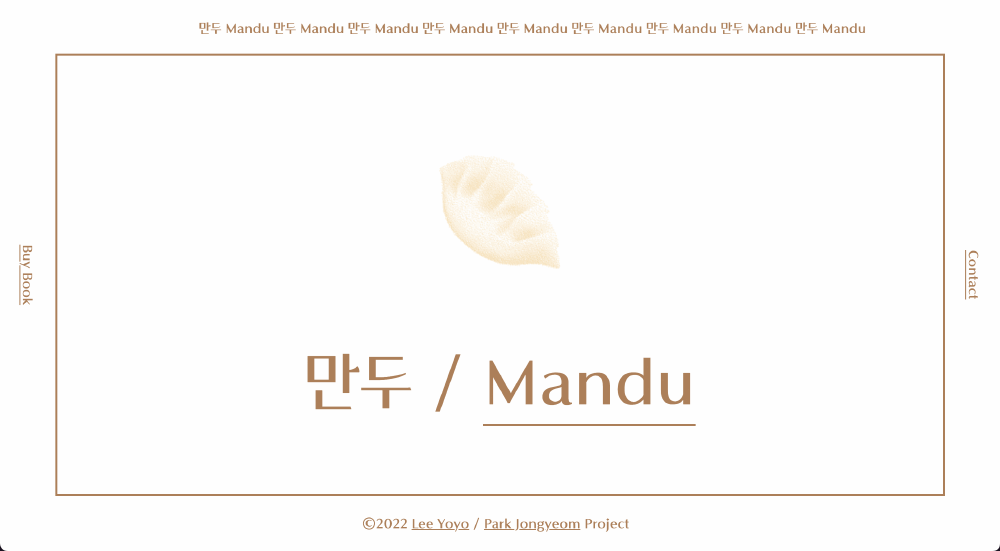 만두 Mandu 만두 Mandu 만두 Mandu 만두 Mandu 만두 Mandu 만두 Mandu 만두 Mandu 만두 Mandu 만두 Mandu
Buy Book
Contact
만두 / Mandu
©2022 Lee Yoyo / Park Jongyeom Project